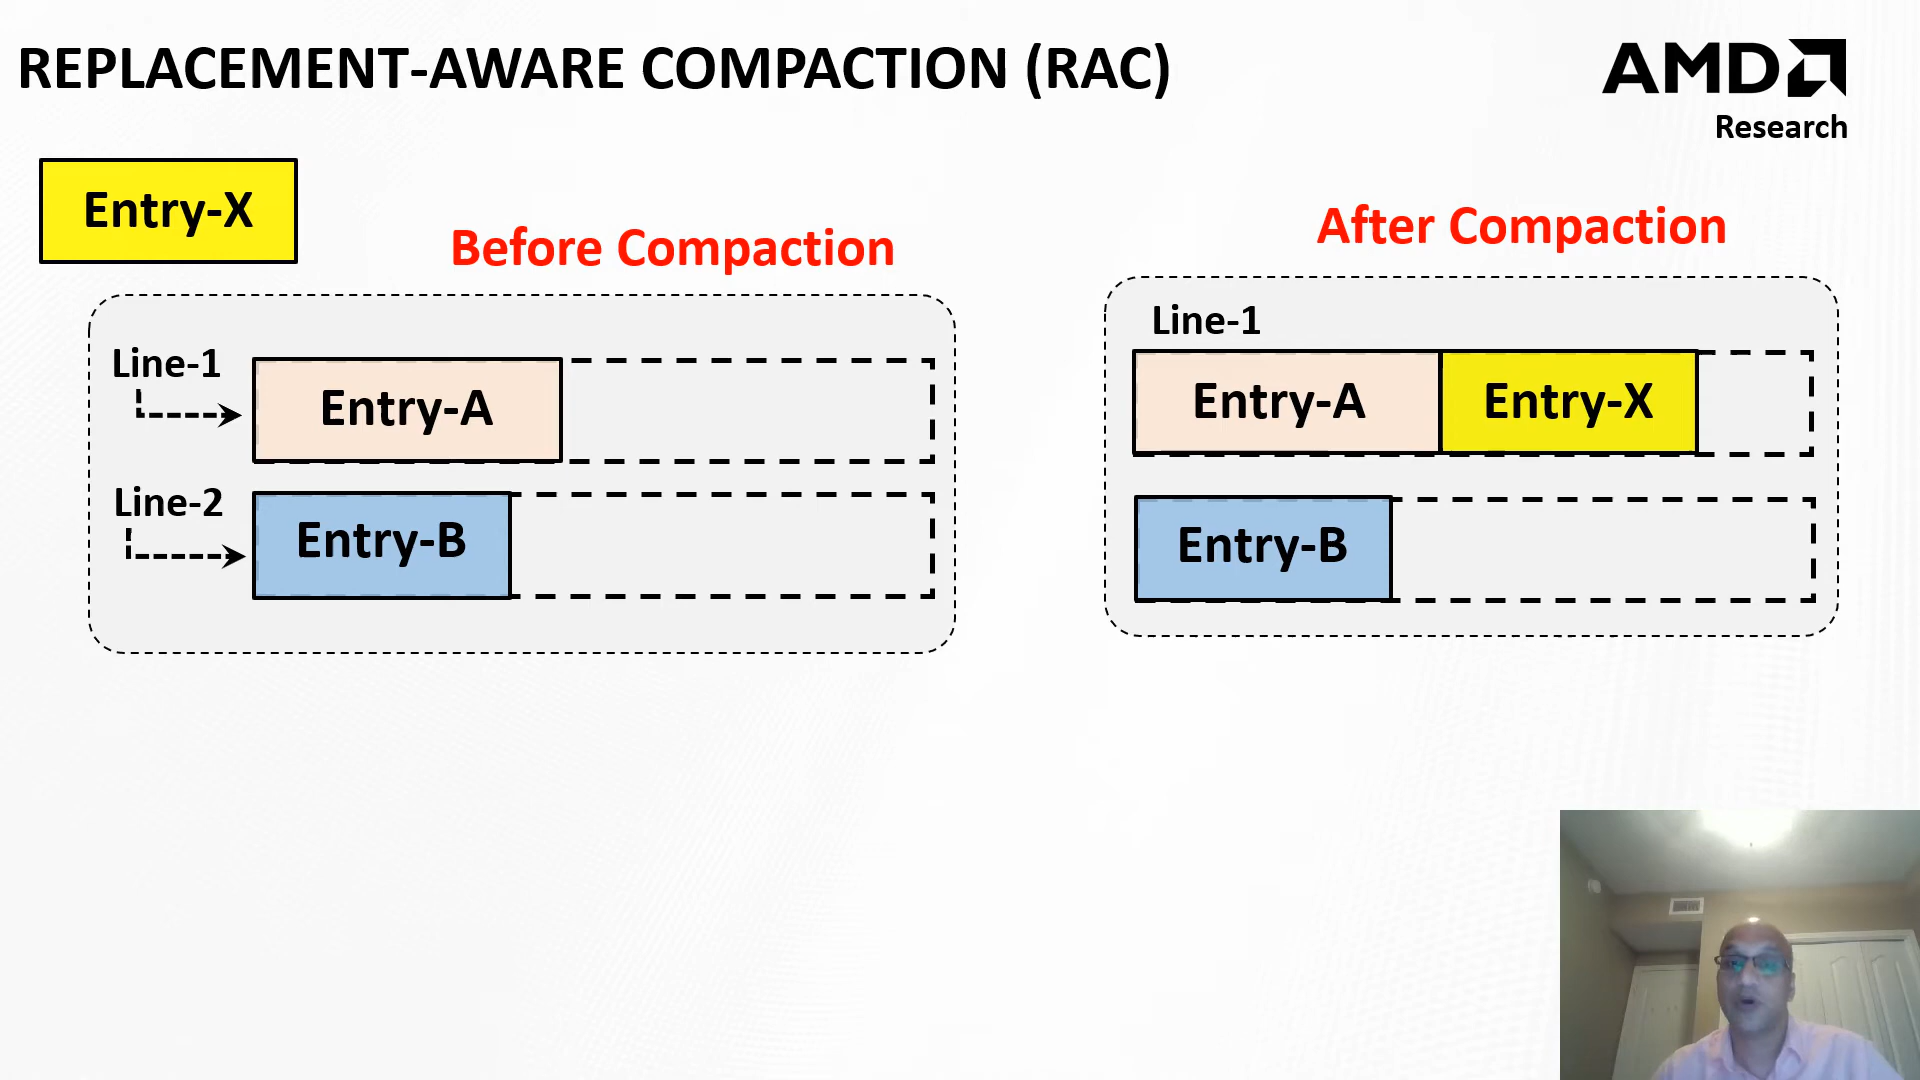 REPLACEMENT-AWARE COMPACTION (RAC)
AMD
Research
Entry-X
Before Compaction
Line-1
Entry-A
Line-2
Entry-B
After Compaction
Line-1
Entry-A
Entry-X
Entry-B